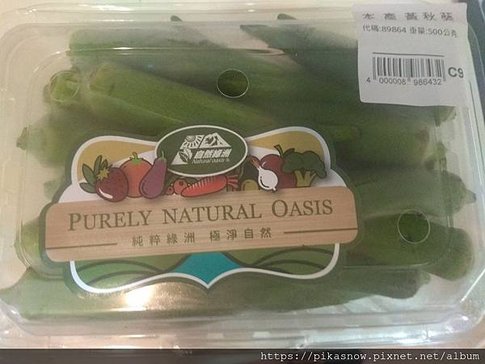 本產黃秋葵
代碼:89864 重量:500公克
4 000008 986432
C9
自然綠洲
PURELY NATURAL OASIS
純粹綠洲 極淨自然
https://pikasnow.pixnet.net/album